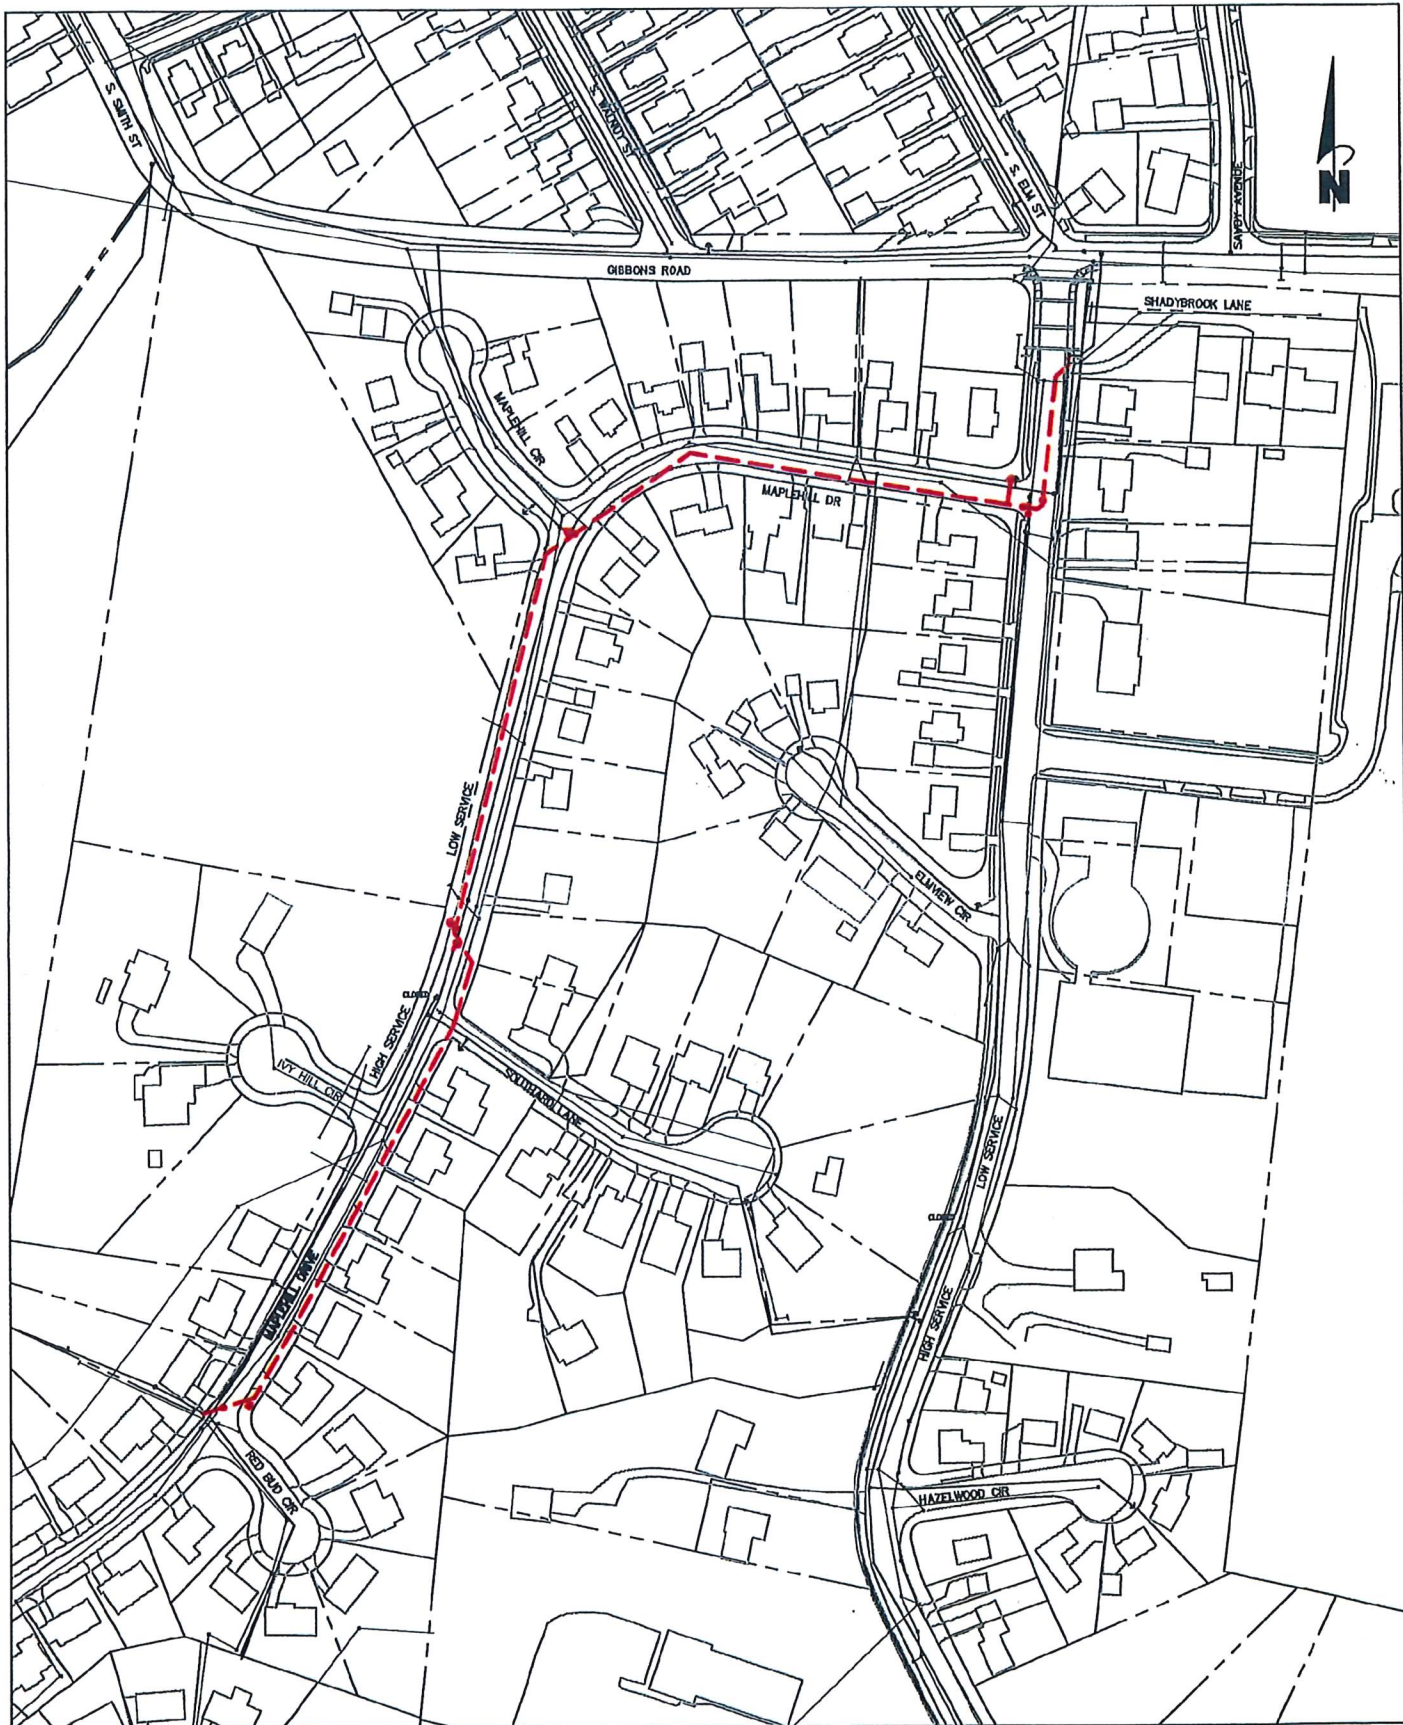 S. SMITH ST
S. WALNUT ST
S. ELM ST
SAVOY AVENUE
N
GIBBONS ROAD
SHADYBROOK LANE
MAPLEHILL CIR
MAPLEHILL DR
LOW SERVICE
ELMVIEW CIR
CLOSED
HIGH SERVICE
IVY HILL CIR
SOUTHARD LANE
LOW SERVICE
CLOSED
HIGH SERVICE
MAPLEHILL DRIVE
RED BUD CIR
HAZELWOOD CIR